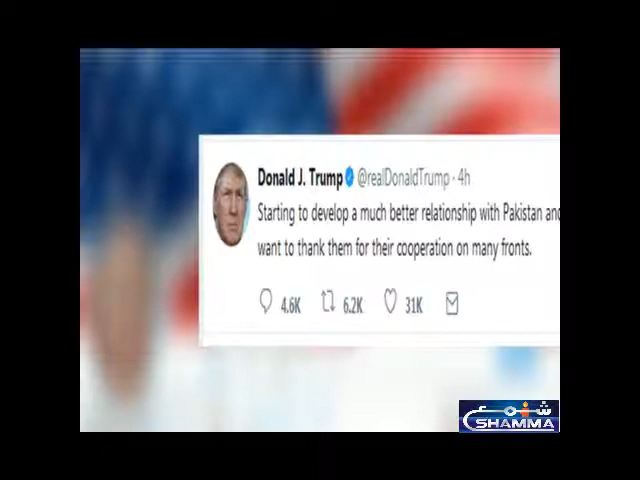 Donald J. Trump @realDonaldTrump · 4h
Starting to develop a much better relationship with Pakistan and
want to thank them for their cooperation on many fronts.
4.6K 6.2K 31K
شمع
SHAMMA